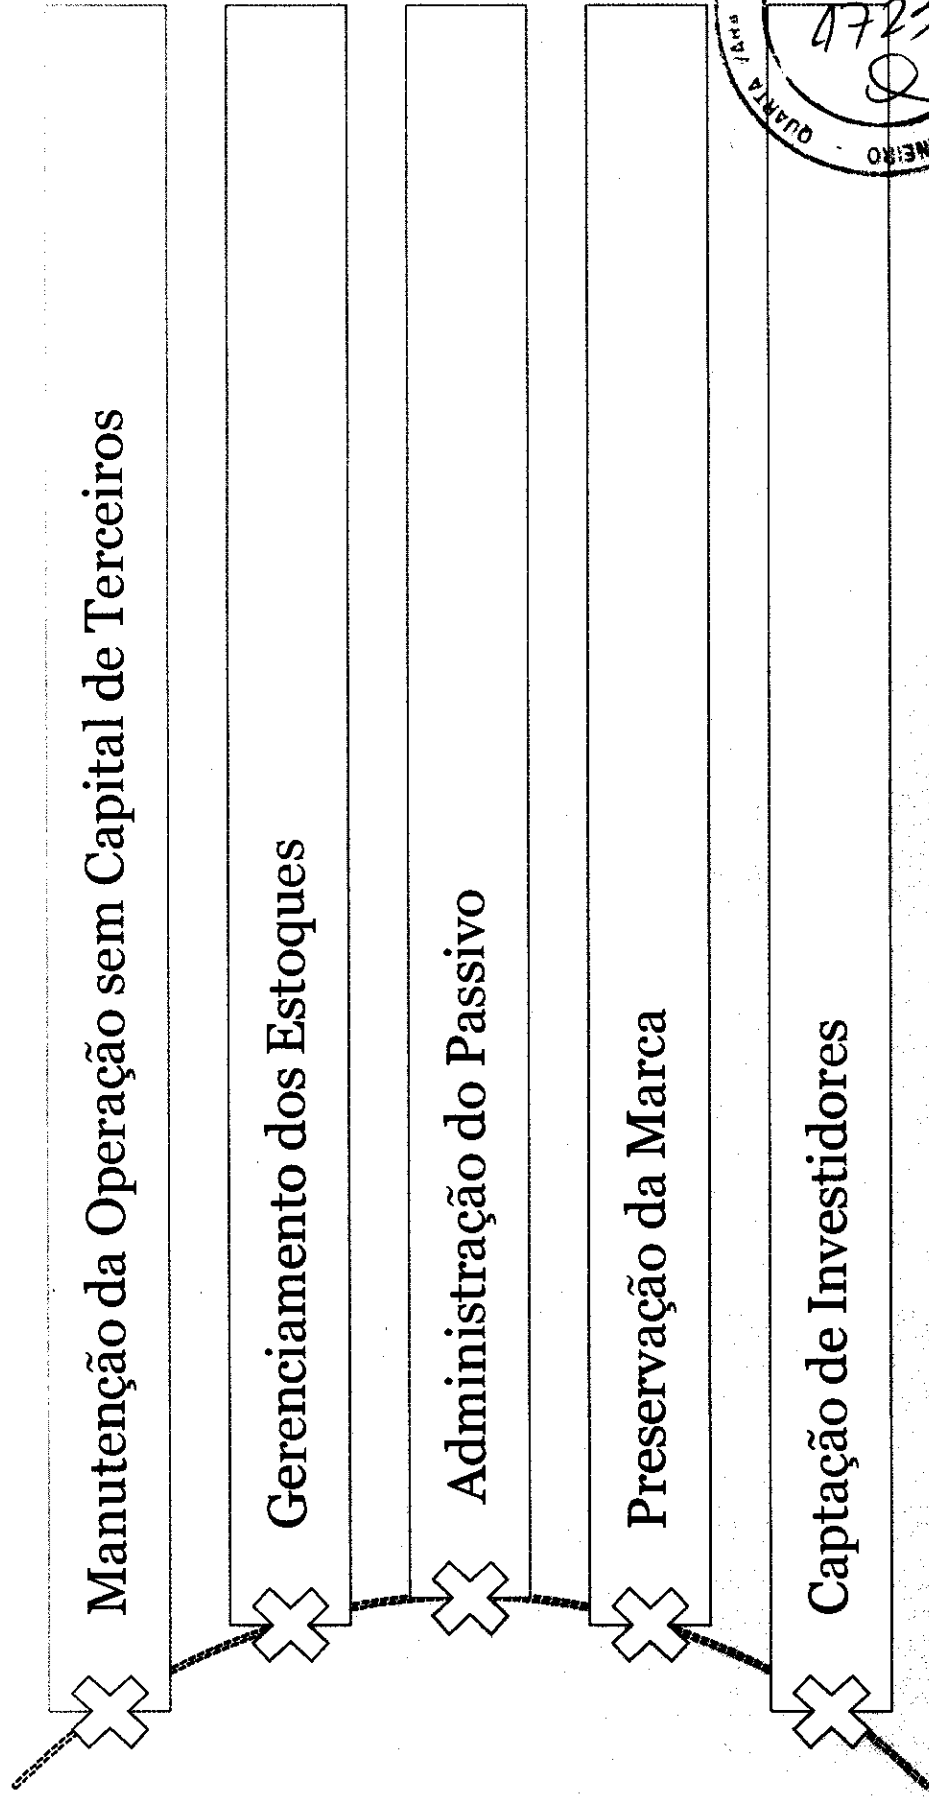 Manutenção da Operação sem Capital de Terceiros
Gerenciamento dos Estoques
Administração do Passivo
Preservação da Marca
Captação de Investidores
QUARTA